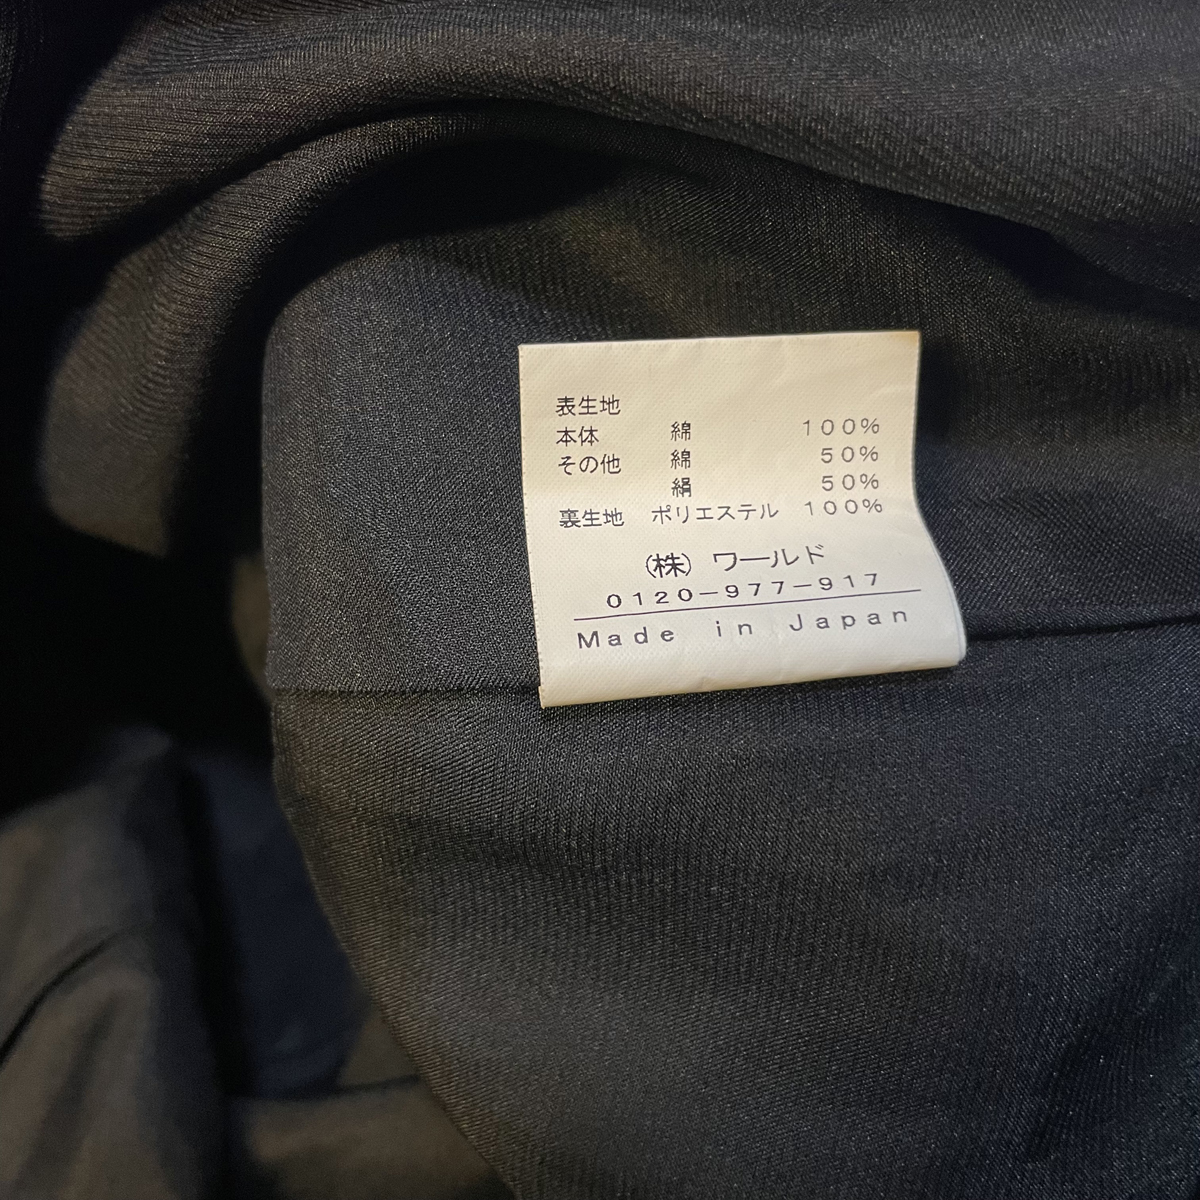 表生地
本体 綿 100%
その他 綿 50%
絹 50%
裏生地 ポリエステル 100%
(株) ワールド
0120-977-917
Made in Japan